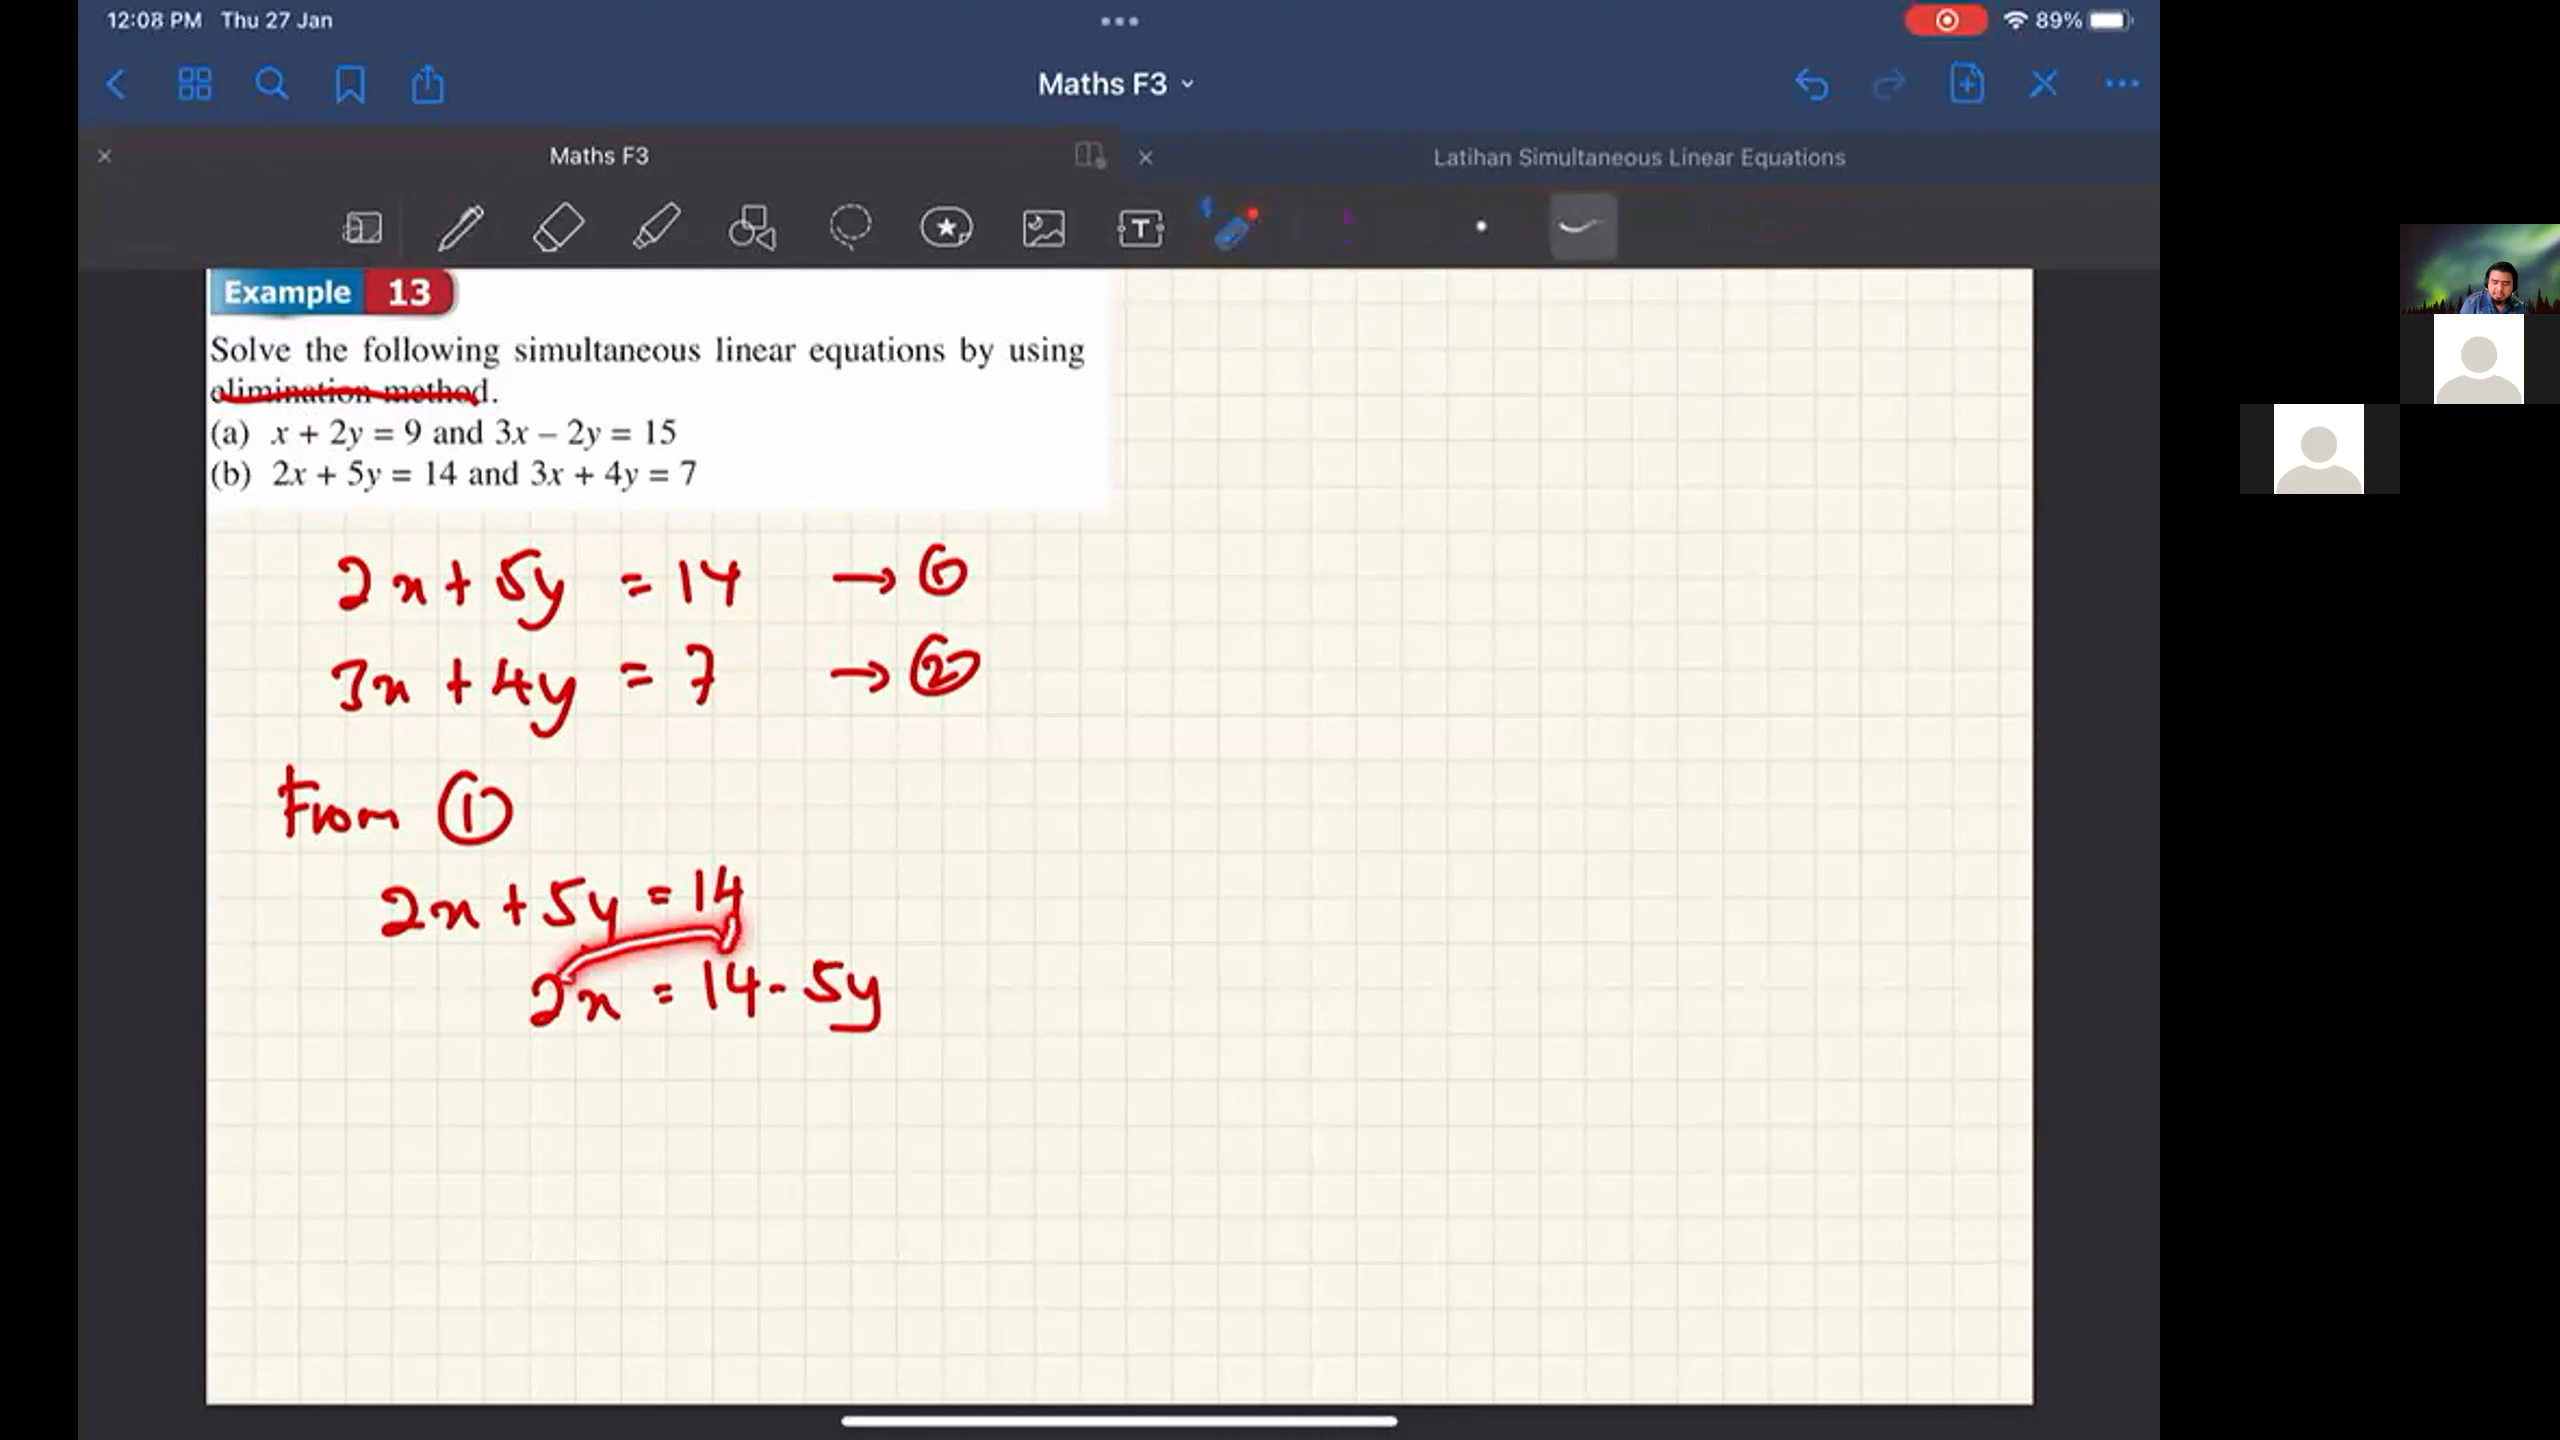 12:08 PM Thu 27 Jan
89%
Maths F3
Maths F3
Latihan Simultaneous Linear Equations
Example 13
Solve the following simultaneous linear equations by using
elimination method.
(a) x + 2y = 9 and 3x – 2y = 15
(b) 2x + 5y = 14 and 3x + 4y = 7
2x + 5y = 14 → ①
3x + 4y = 7 → ②
From ①
2x + 5y = 14
2x = 14 - 5y